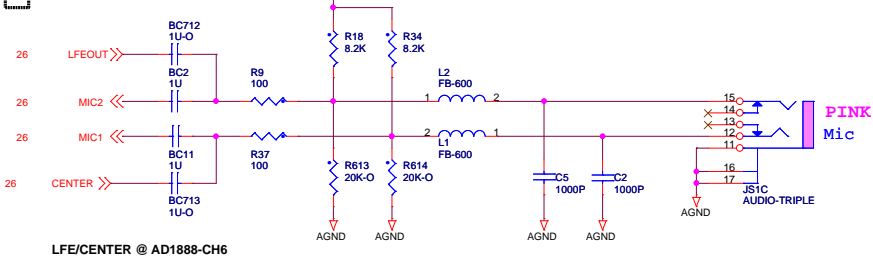 BC712
1U-O
R18
8.2K
R34
8.2K
26 LFEOUT
BC2
1U
R9
100
L2
FB-600
26 MIC2
1 2
15
14
PINK
26 MIC1
2 1
13
12
Mic
11
BC11
1U
R37
100
L1
FB-600
R613
20K-O
R614
20K-O
C5
1000P
C2
1000P
16
17
26 CENTER
JS1C
AUDIO-TRIPLE
BC713
1U-O
AGND
AGND
AGND
AGND
AGND
LFE/CENTER @ AD1888-CH6